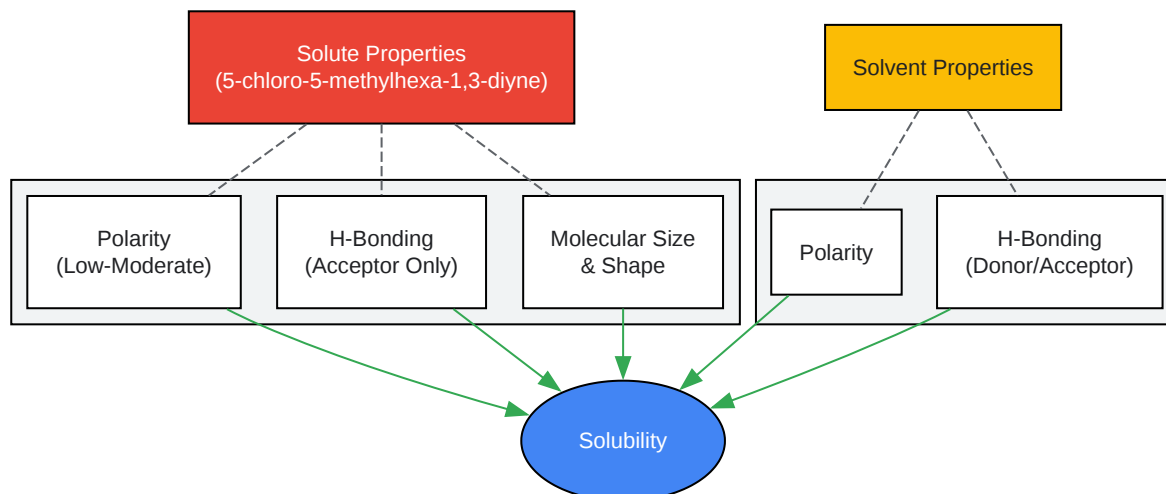 Solute Properties
(5-chloro-5-methylhexa-1,3-diyne)
Solvent Properties
Polarity
(Low-Moderate)
H-Bonding
(Acceptor Only)
Molecular Size
& Shape
Polarity
H-Bonding
(Donor/Acceptor)
Solubility